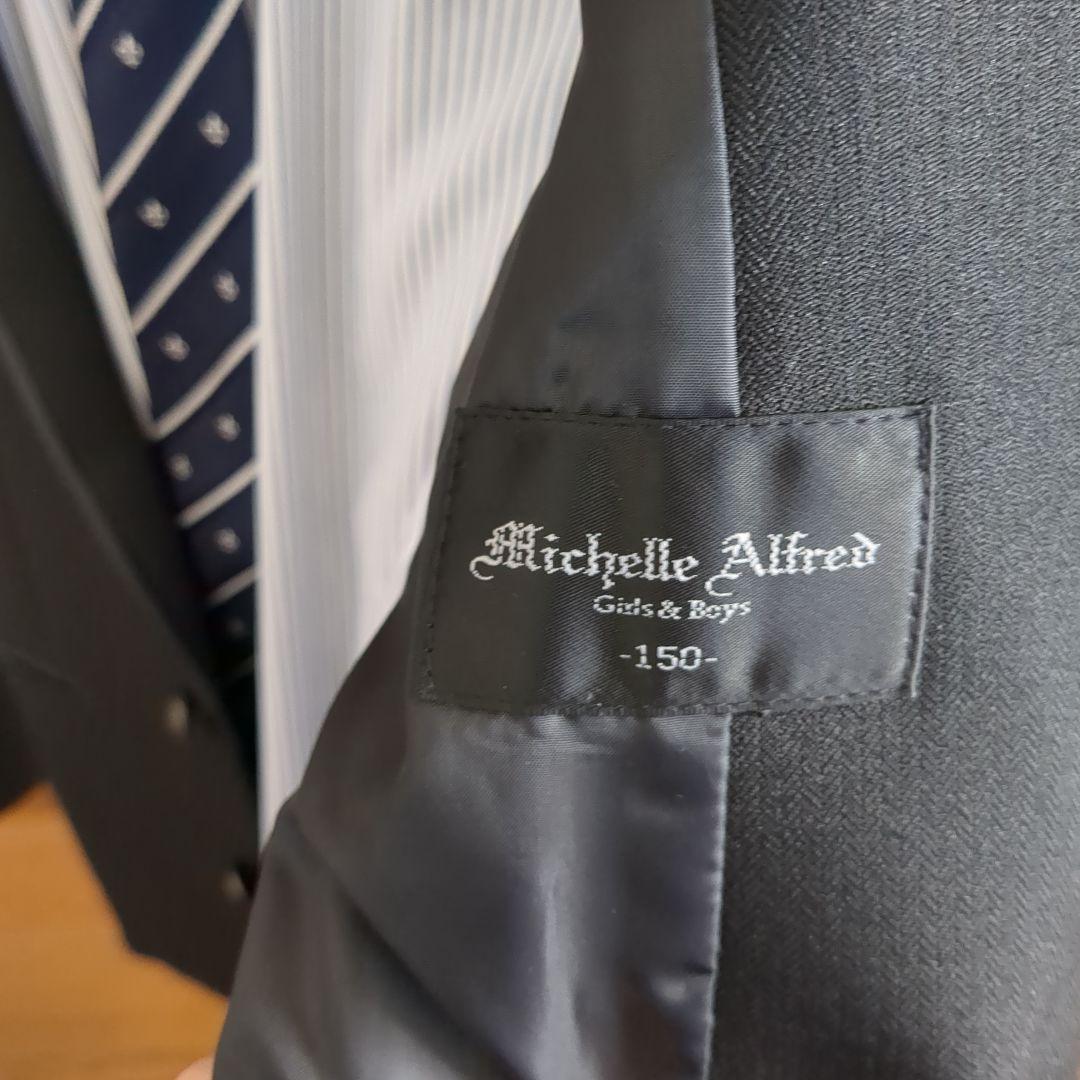 Michelle Alfred
Girls & Boys
-150-